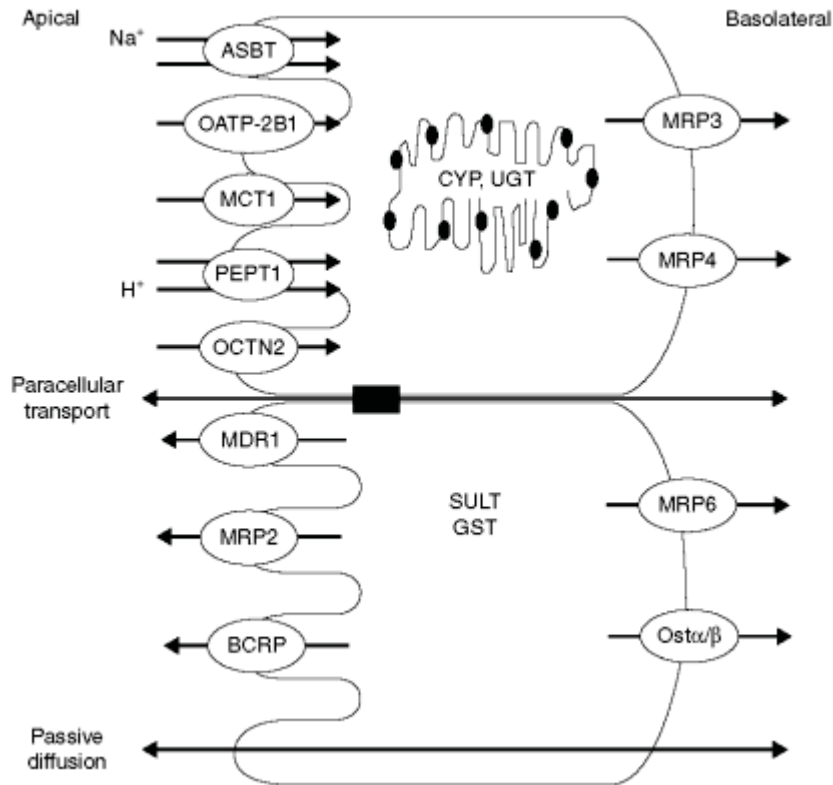 Apical
Basolateral
Na⁺
ASBT
OATP-2B1
MRP3
CYP, UGT
MCT1
PEPT1
MRP4
H⁺
OCTN2
Paracellular
transport
MDR1
SULT
GST
MRP6
MRP2
BCRP
Ostα/β
Passive
diffusion